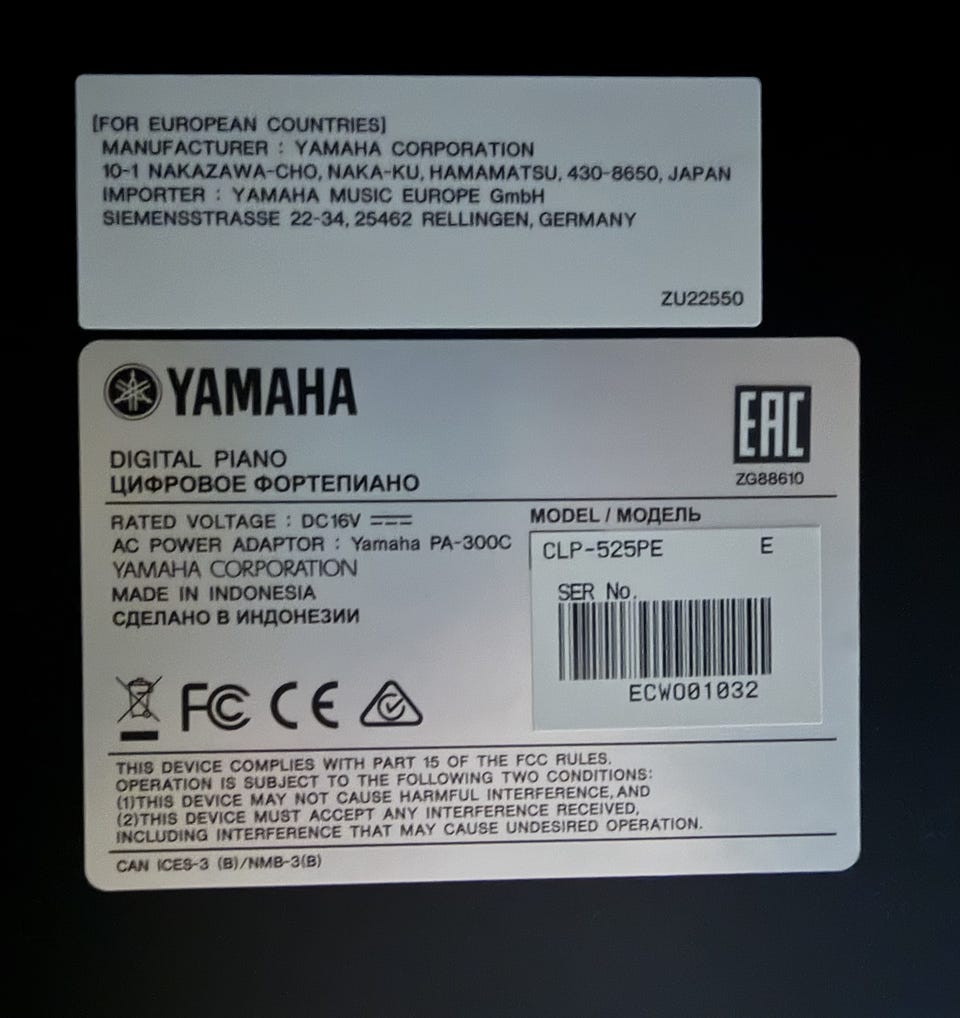 [FOR EUROPEAN COUNTRIES]
MANUFACTURER : YAMAHA CORPORATION
10-1 NAKAZAWA-CHO, NAKA-KU, HAMAMATSU, 430-8650, JAPAN
IMPORTER : YAMAHA MUSIC EUROPE GmbH
SIEMENSSTRASSE 22-34, 25462 RELLINGEN, GERMANY
ZU22550
YAMAHA
EAC
ZG88610
DIGITAL PIANO
ЦИФРОВОЕ ФОРТЕПИАНО
RATED VOLTAGE : DC16V
AC POWER ADAPTOR : Yamaha PA-300C
YAMAHA CORPORATION
MADE IN INDONESIA
СДЕЛАНО В ИНДОНЕЗИИ
MODEL / МОДЕЛЬ
CLP-525PE E
SER No.
ECWO01032
FC CE
THIS DEVICE COMPLIES WITH PART 15 OF THE FCC RULES.
OPERATION IS SUBJECT TO THE FOLLOWING TWO CONDITIONS:
(1)THIS DEVICE MAY NOT CAUSE HARMFUL INTERFERENCE, AND
(2)THIS DEVICE MUST ACCEPT ANY INTERFERENCE RECEIVED,
INCLUDING INTERFERENCE THAT MAY CAUSE UNDESIRED OPERATION.
CAN ICES-3 (B)/NMB-3(B)